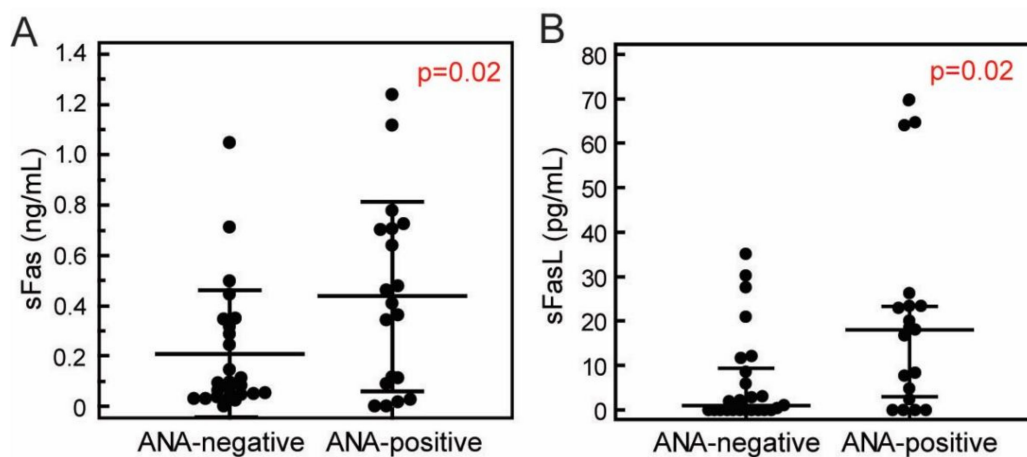 A
1.4
1.2
1.0
0.8
0.6
0.4
0.2
0
sFas (ng/mL)
p=0.02
ANA-negative
ANA-positive
B
80
70
60
50
40
30
20
10
0
sFasL (pg/mL)
p=0.02
ANA-negative
ANA-positive